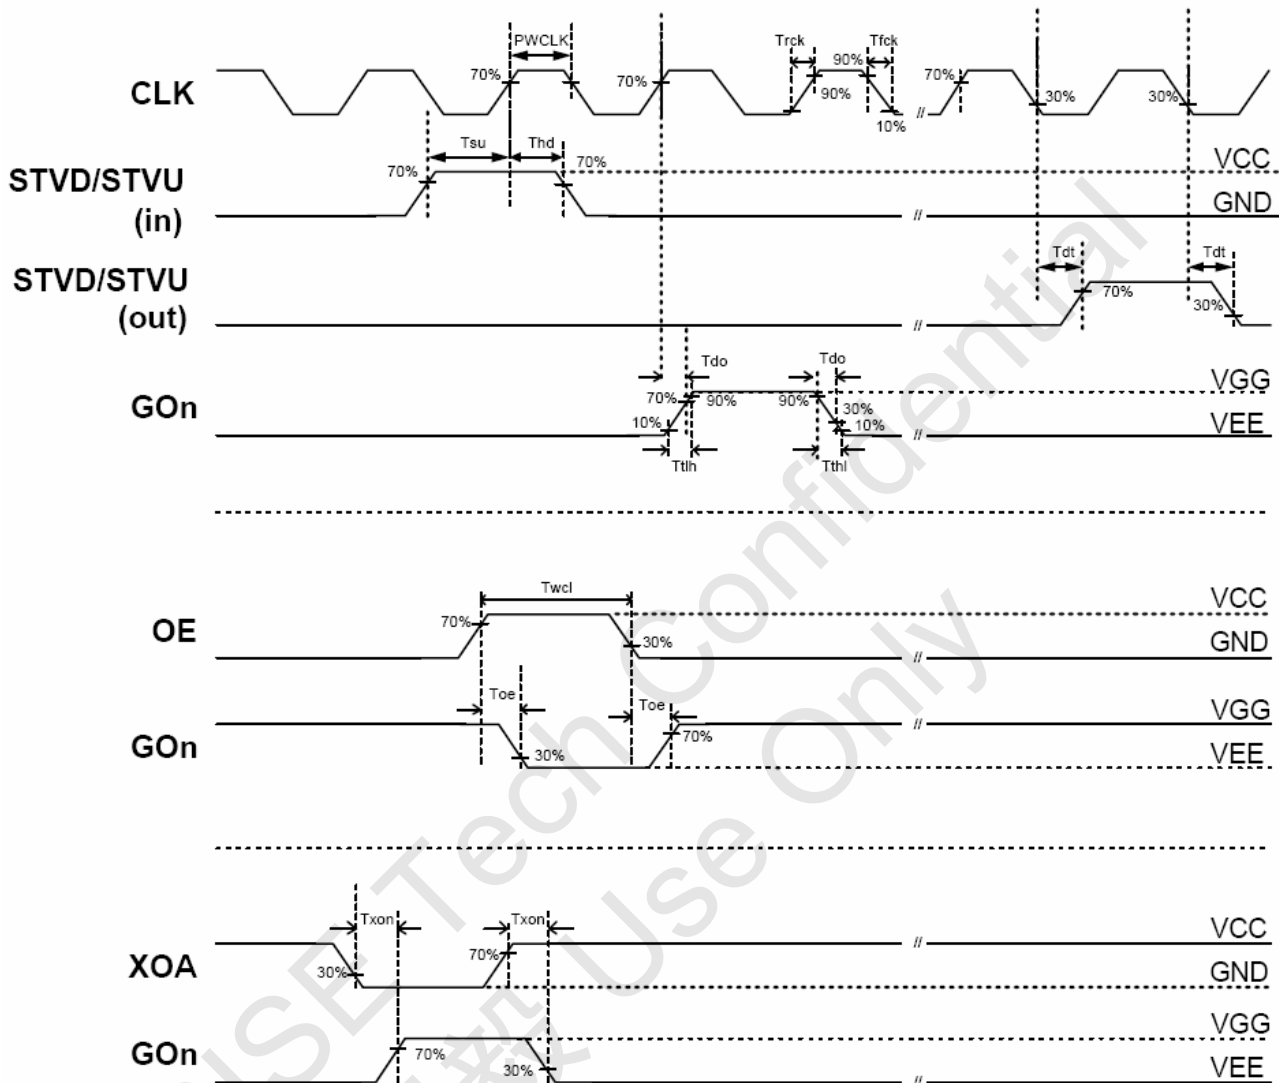 PWCLK
Trck Tfck
70% 70% 90% 70%
CLK
90% 30% 30%
10%
Tsu Thd
70% 70% VCC
STVD/STVU
(in)
GND
Tdt Tdt
STVD/STVU
(out)
70% 30%
Tdo Tdo
VGG
GOn
70% 90% 90% 30%
10% 10% VEE
Ttlh Tthl
Twcl
VCC
OE
70% 30% GND
Toe Toe
VGG
GOn
30% 70% VEE
Txon Txon
VCC
XOA
30% 70% GND
VGG
GOn
70% 30% VEE
Tech Confidential
Use Only